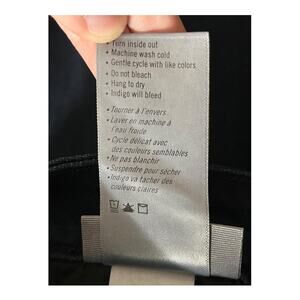 • Turn inside out
• Machine wash cold
• Gentle cycle with like colors
• Do not bleach
• Hang to dry
• Indigo will bleed
• Tourner à l'envers
• Laver en machine à
l'eau froide
• Cycle délicat avec des
couleurs semblables
• Ne pas blanchir
• Suspendre pour sécher
• Indigo va tacher des
couleurs claires